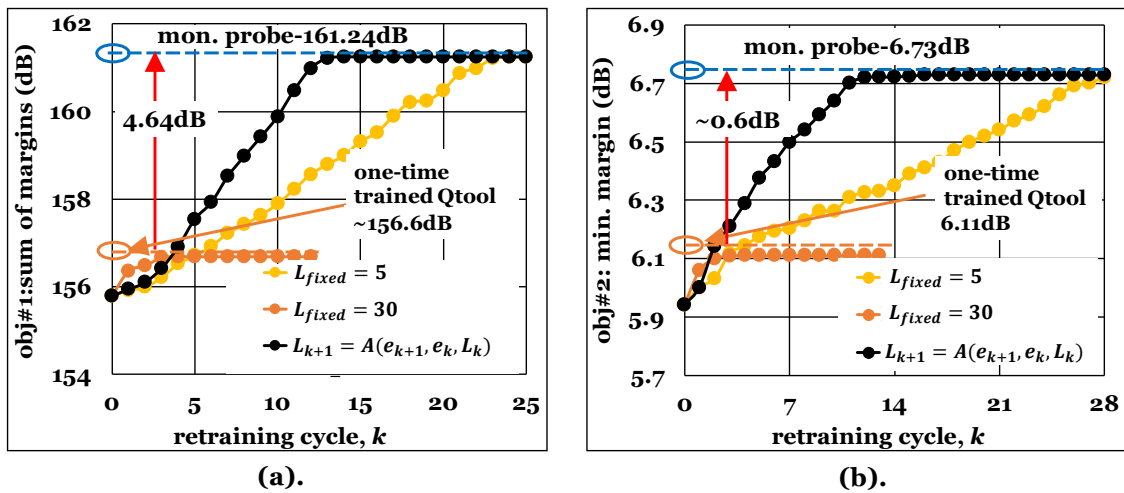 obj#1:sum of margins (dB)
162
160
158
156
154
mon. probe-161.24dB
4.64dB
one-time
trained Qtool
~156.6dB
L_fixed = 5
L_fixed = 30
L_{k+1} = A(e_{k+1}, e_k, L_k)
0 5 10 15 20 25
retraining cycle, k
(a).
obj#2: min. margin (dB)
6.9
6.7
6.5
6.3
6.1
5.9
5.7
mon. probe-6.73dB
~0.6dB
one-time
trained Qtool
6.11dB
L_fixed = 5
L_fixed = 30
L_{k+1} = A(e_{k+1}, e_k, L_k)
0 7 14 21 28
retraining cycle, k
(b).